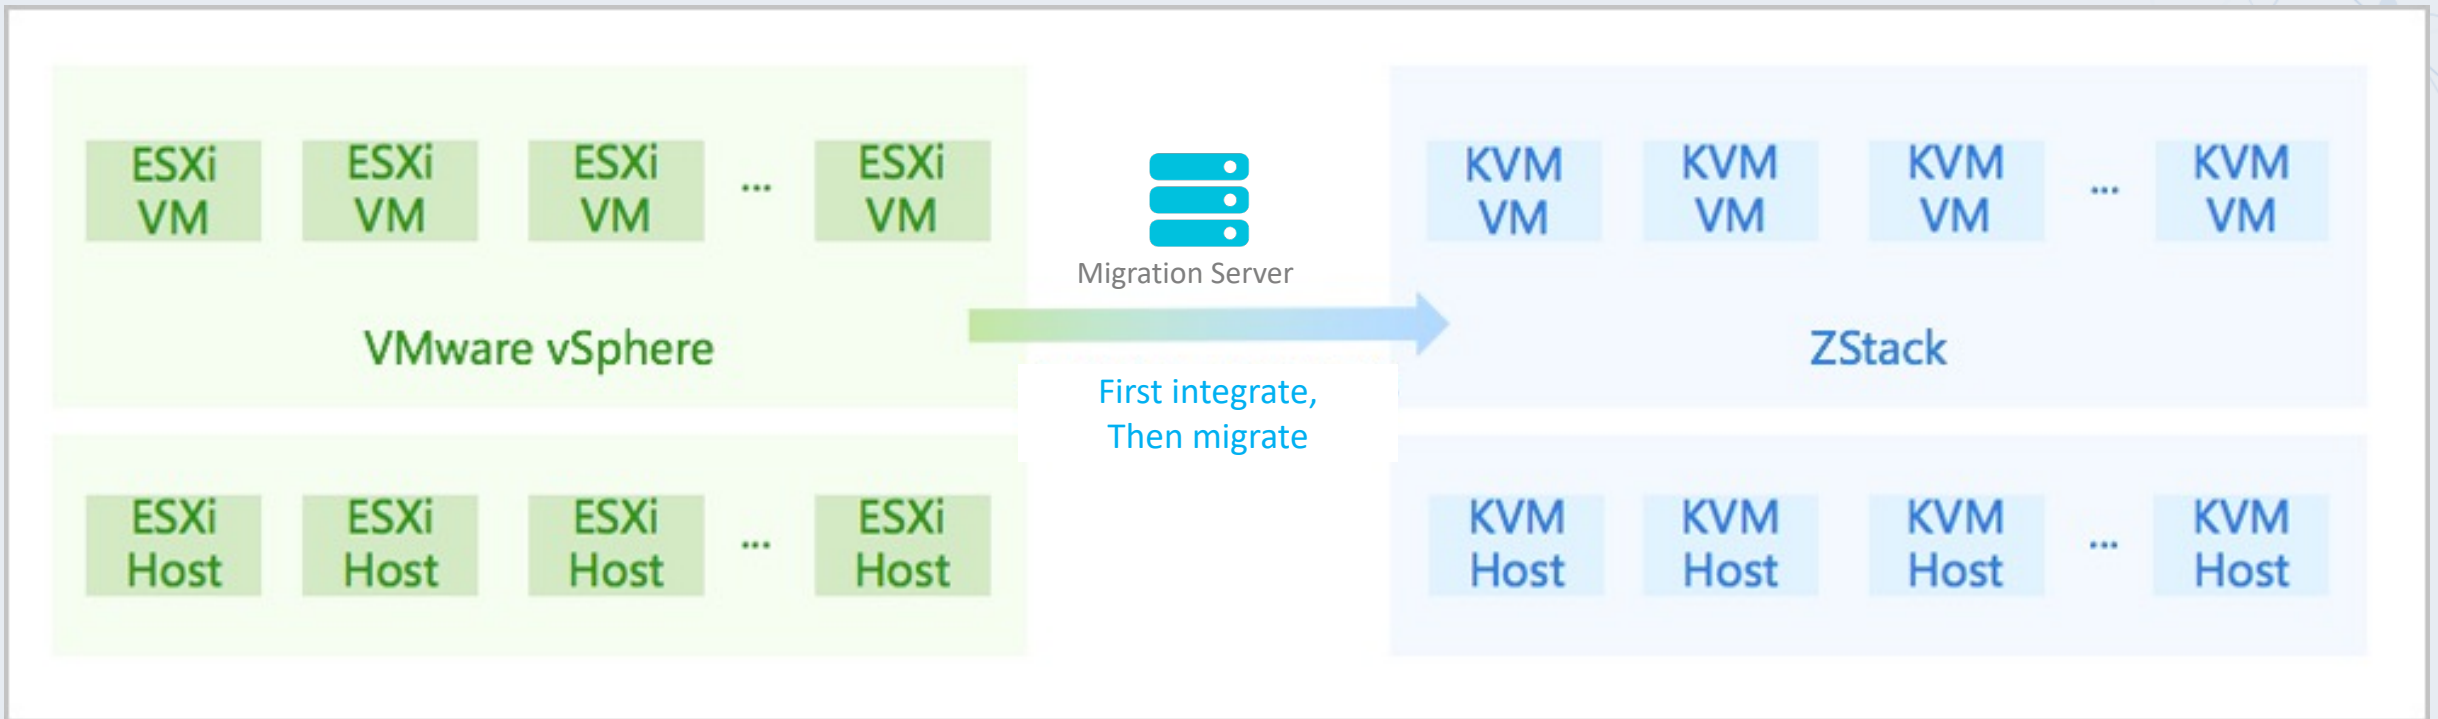 ESXi
VM
ESXi
VM
ESXi
VM
...
ESXi
VM
VMware vSphere
ESXi
Host
ESXi
Host
ESXi
Host
...
ESXi
Host
Migration Server
First integrate,
Then migrate
KVM
VM
KVM
VM
KVM
VM
...
KVM
VM
ZStack
KVM
Host
KVM
Host
KVM
Host
...
KVM
Host